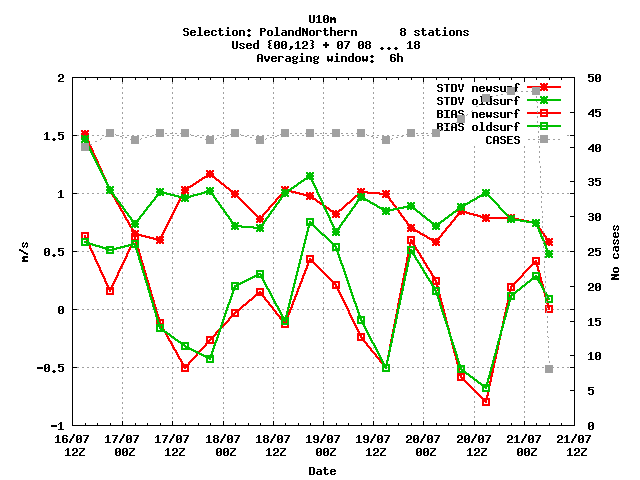 U10m
Selection: PolandNorthern 8 stations
Used {00,12} + 07 08 ... 18
Averaging window: 6h
STDV newsurf
STDV oldsurf
BIAS newsurf
BIAS oldsurf
CASES
2
1.5
1
0.5
0
-0.5
-1
m/s
50
45
40
35
30
25
20
15
10
5
0
No cases
16/07 17/07 17/07 18/07 18/07 19/07 19/07 20/07 20/07 21/07 21/07
12Z 00Z 12Z 00Z 12Z 00Z 12Z 00Z 12Z 00Z 12Z
Date